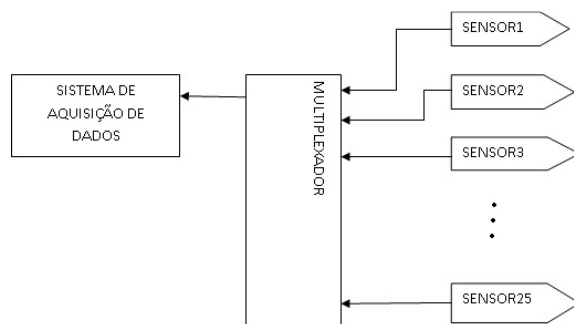 SENSOR1
SISTEMA DE
AQUISIÇÃO DE
DADOS
MULTIPLEXADOR
SENSOR2
SENSOR3
SENSOR25